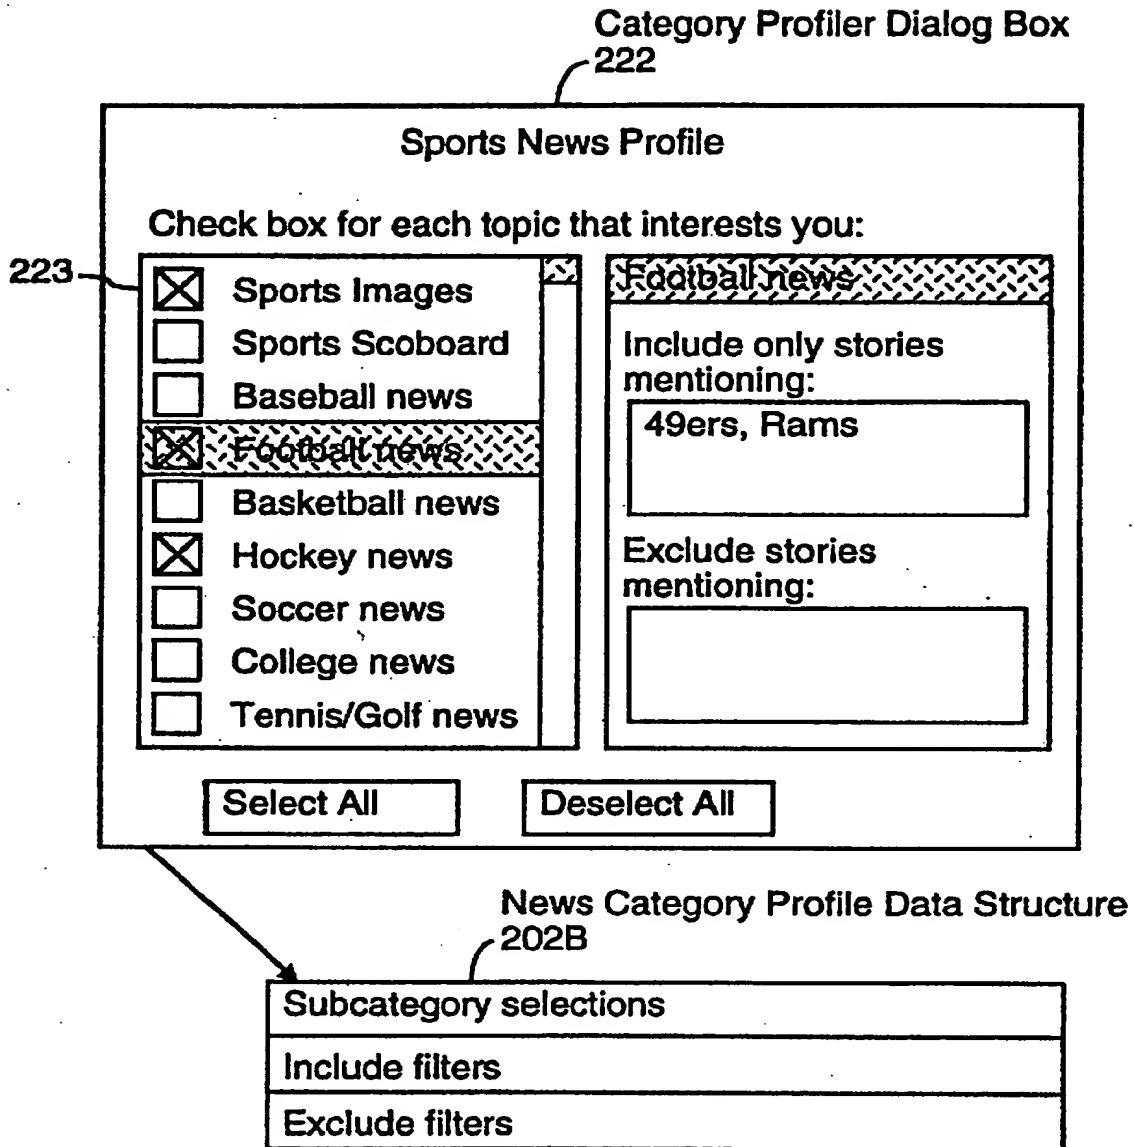 Category Profiler Dialog Box
222
Sports News Profile
Check box for each topic that interests you:
223
Sports Images
Sports Scoboard
Baseball news
Football news
Basketball news
Hockey news
Soccer news
College news
Tennis/Golf news
Football news
Include only stories
mentioning:
49ers, Rams
Exclude stories
mentioning:
Select All
Deselect All
News Category Profile Data Structure
202B
Subcategory selections
Include filters
Exclude filters